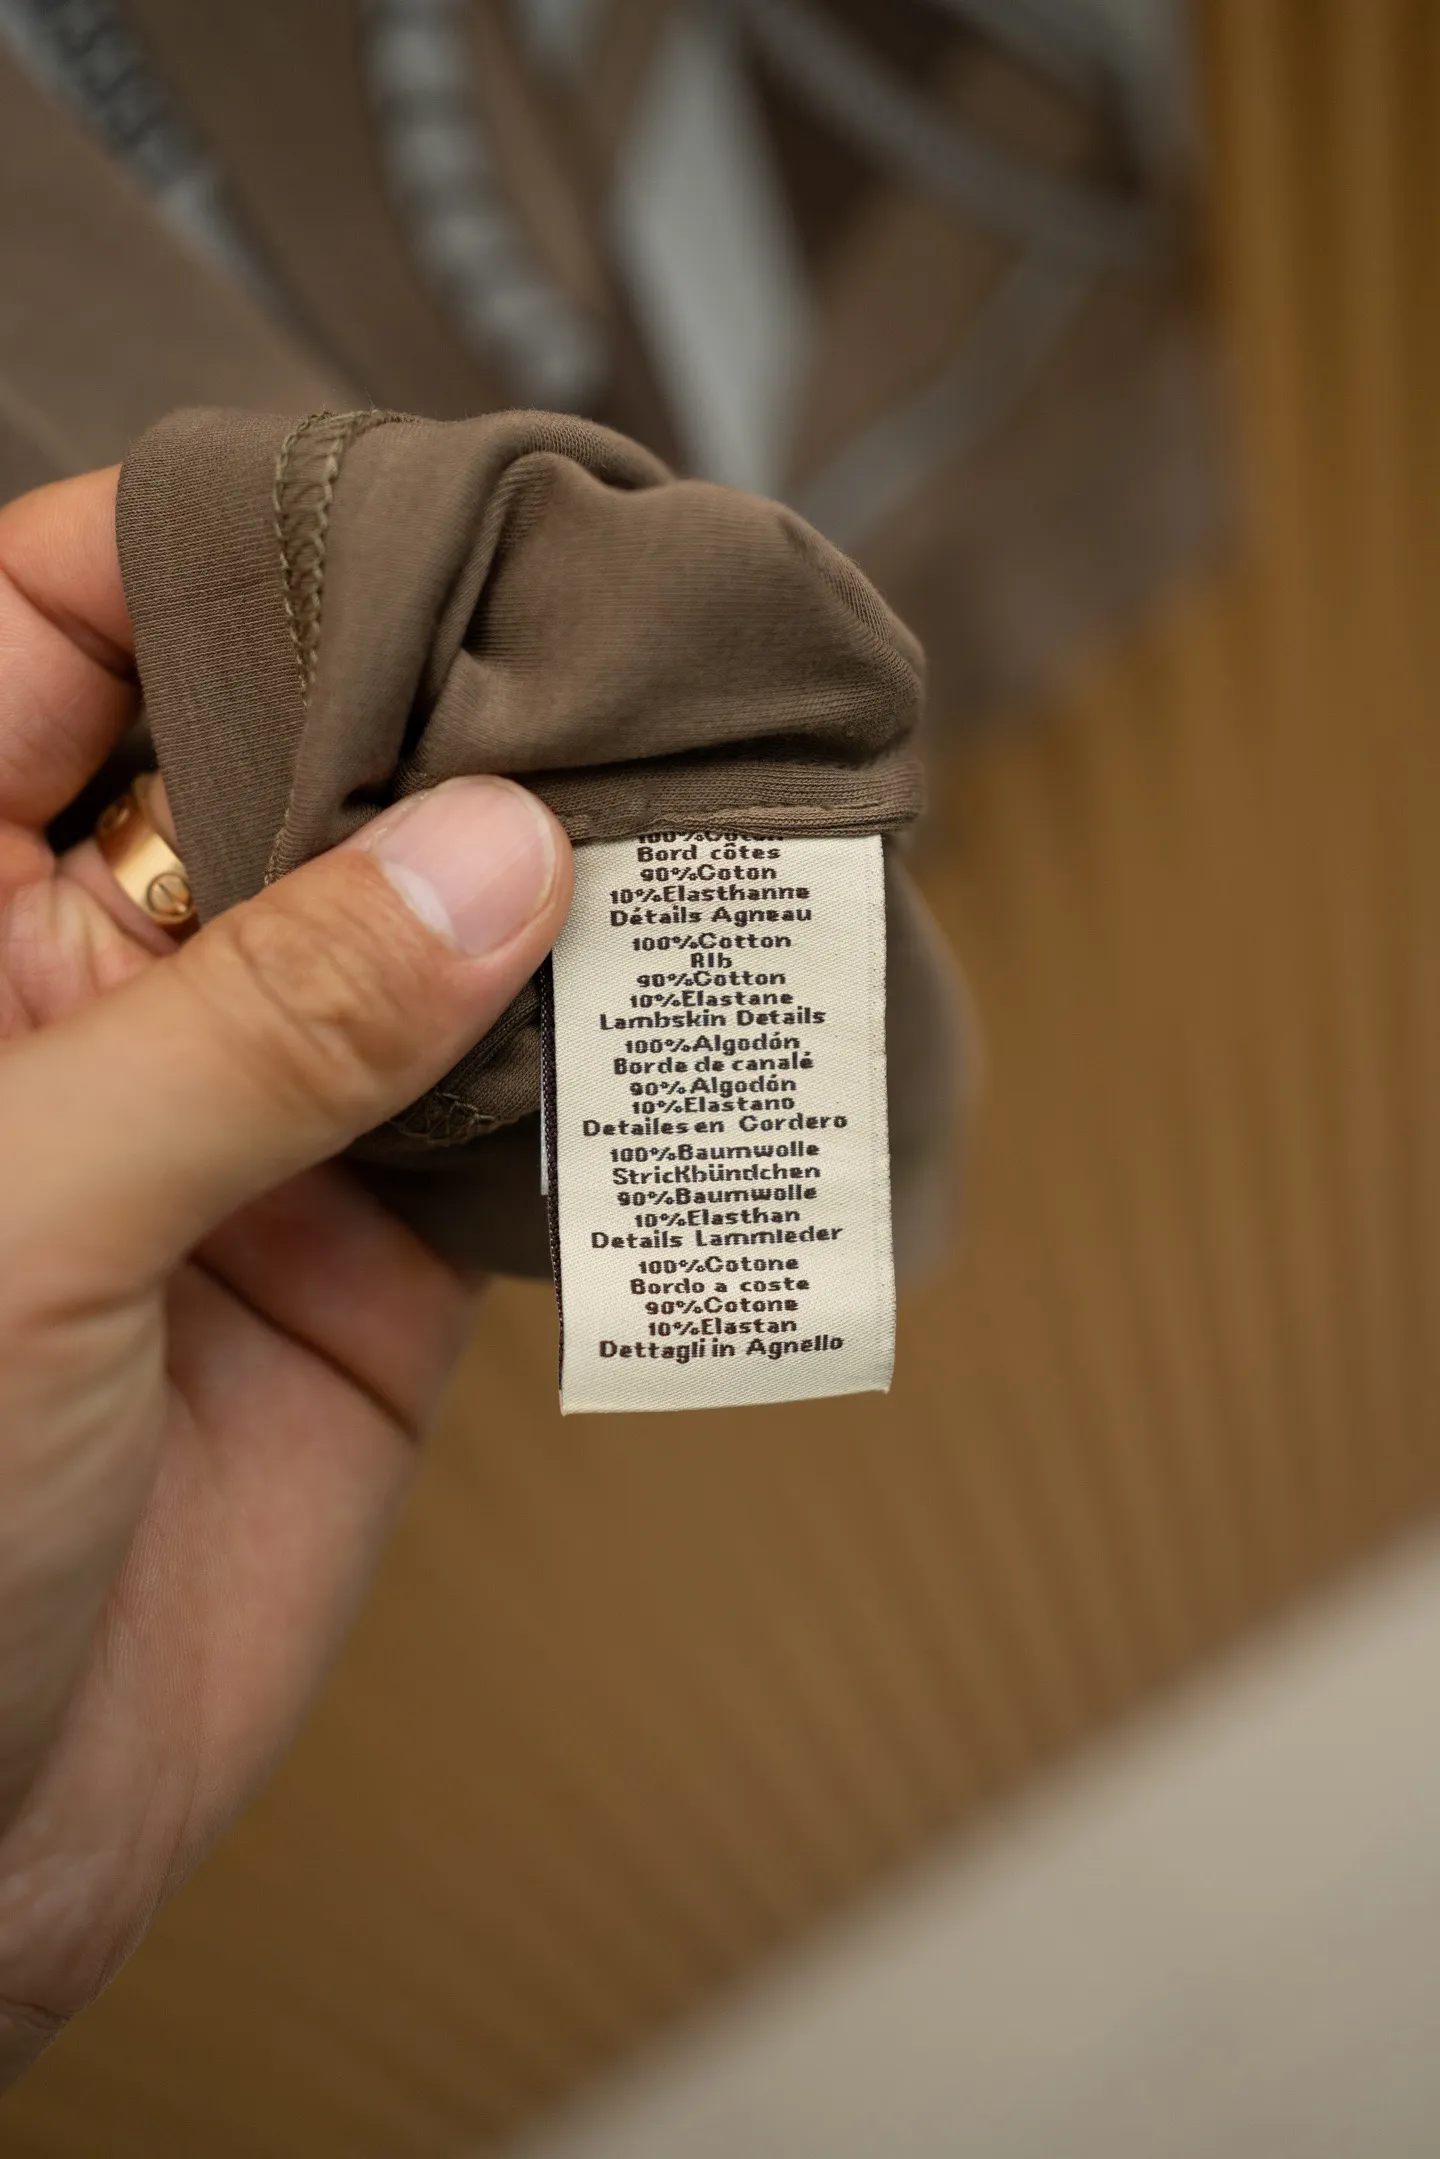 100%Coton
Bord côtes
90%Coton
10%Elasthanne
Détails Agneau
100%Cotton
RIb
90%Cotton
10%Elastane
Lambskin Details
100%Algodón
Borde de canalé
90%Algodón
10%Elastano
Detailes en Cordero
100%Baumwolle
StricKbündchen
90%Baumwolle
10%Elasthan
Details Lammleder
100%Cotone
Bordo a coste
90%Cotone
10%Elastan
Dettagli in Agnello